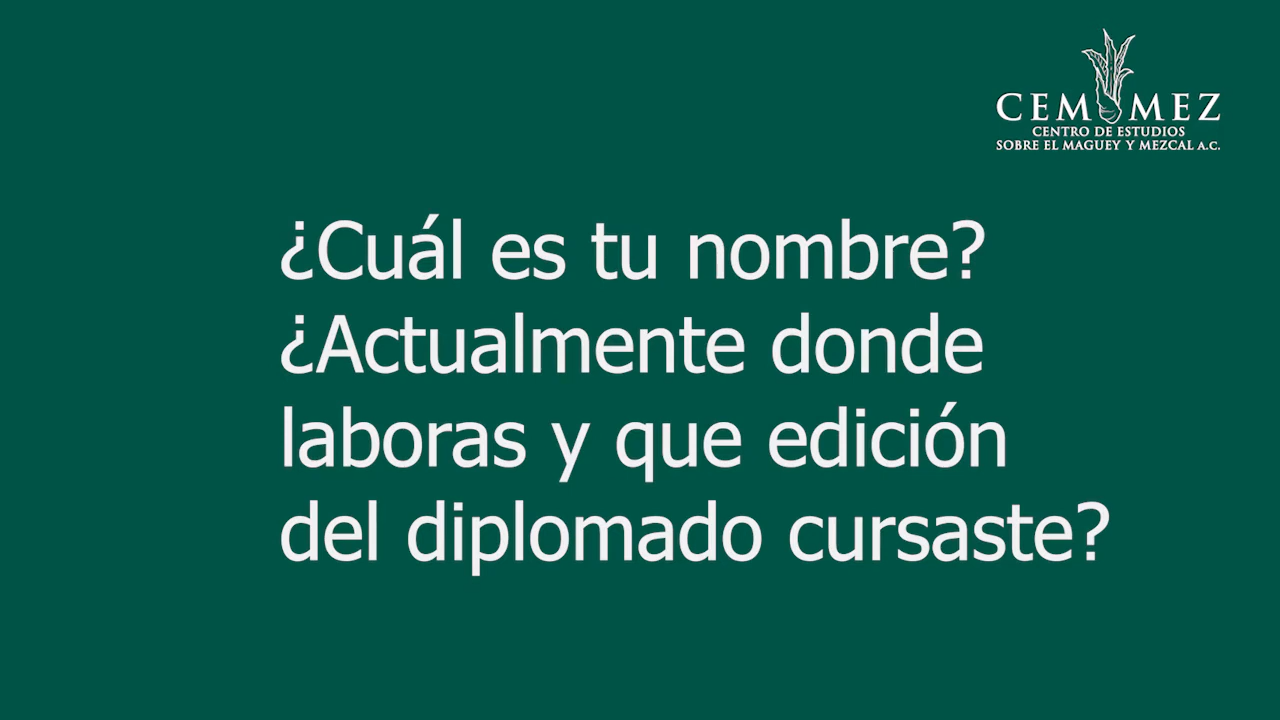 CEMMEZ
CENTRO DE ESTUDIOS
SOBRE EL MAGUEY Y MEZCAL A.C.
¿Cuál es tu nombre?
¿Actualmente donde
laboras y que edición
del diplomado cursaste?